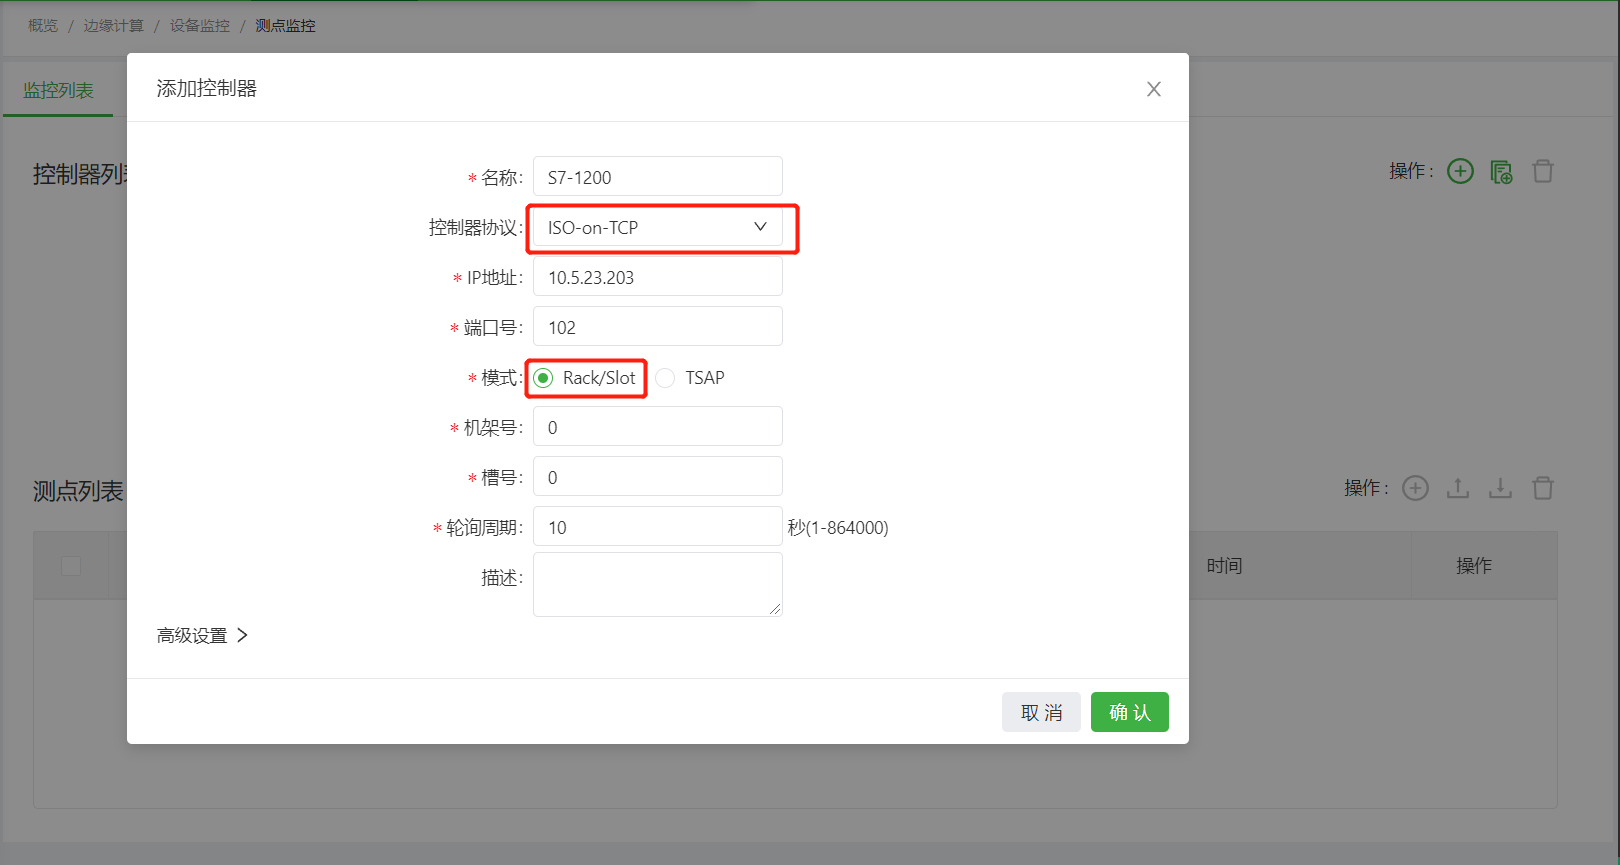 概览 / 边缘计算 / 设备监控 / 测点监控
监控列表
添加控制器
控制器列
操作 :
* 名称: S7-1200
控制器协议: ISO-on-TCP
* IP地址: 10.5.23.203
* 端口号: 102
* 模式: Rack/Slot TSAP
* 机架号: 0
* 槽号: 0
测点列表
操作 :
* 轮询周期: 10 秒(1-864000)
时间 操作
描述:
高级设置
取 消 确 认